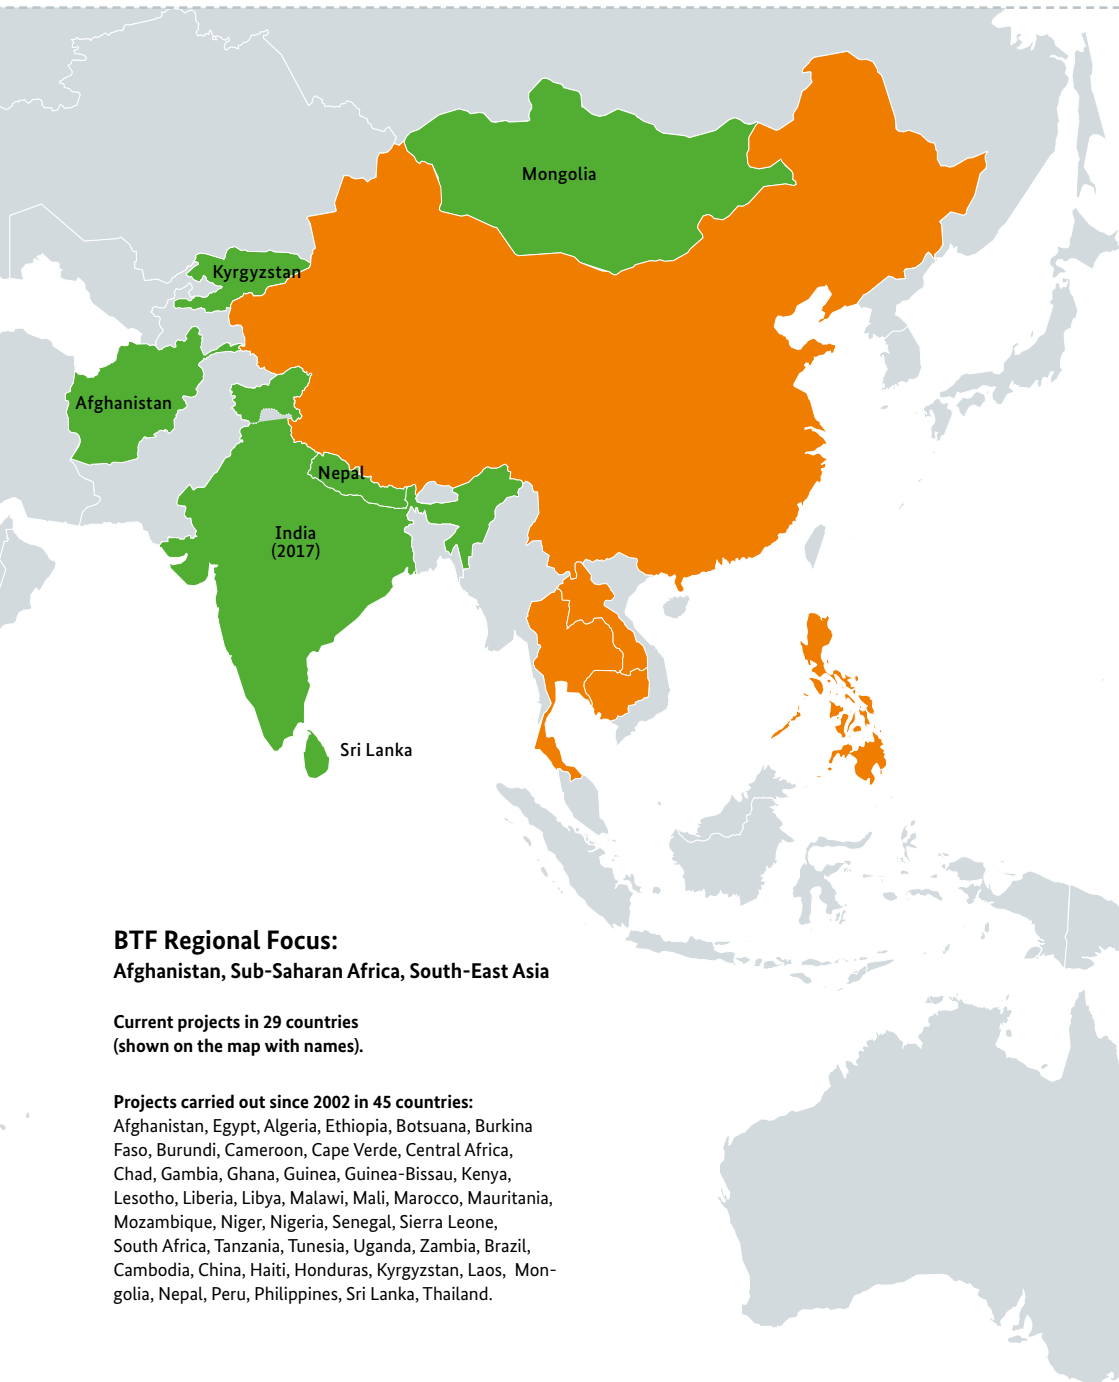 Mongolia
Kyrgyzstan
Afghanistan
Nepal
India
(2017)
Sri Lanka
BTF Regional Focus:
Afghanistan, Sub-Saharan Africa, South-East Asia
Current projects in 29 countries
(shown on the map with names).
Projects carried out since 2002 in 45 countries:
Afghanistan, Egypt, Algeria, Ethiopia, Botsuana, Burkina
Faso, Burundi, Cameroon, Cape Verde, Central Africa,
Chad, Gambia, Ghana, Guinea, Guinea-Bissau, Kenya,
Lesotho, Liberia, Libya, Malawi, Mali, Marocco, Mauritania,
Mozambique, Niger, Nigeria, Senegal, Sierra Leone,
South Africa, Tanzania, Tunesia, Uganda, Zambia, Brazil,
Cambodia, China, Haiti, Honduras, Kyrgyzstan, Laos, Mon-
golia, Nepal, Peru, Philippines, Sri Lanka, Thailand.